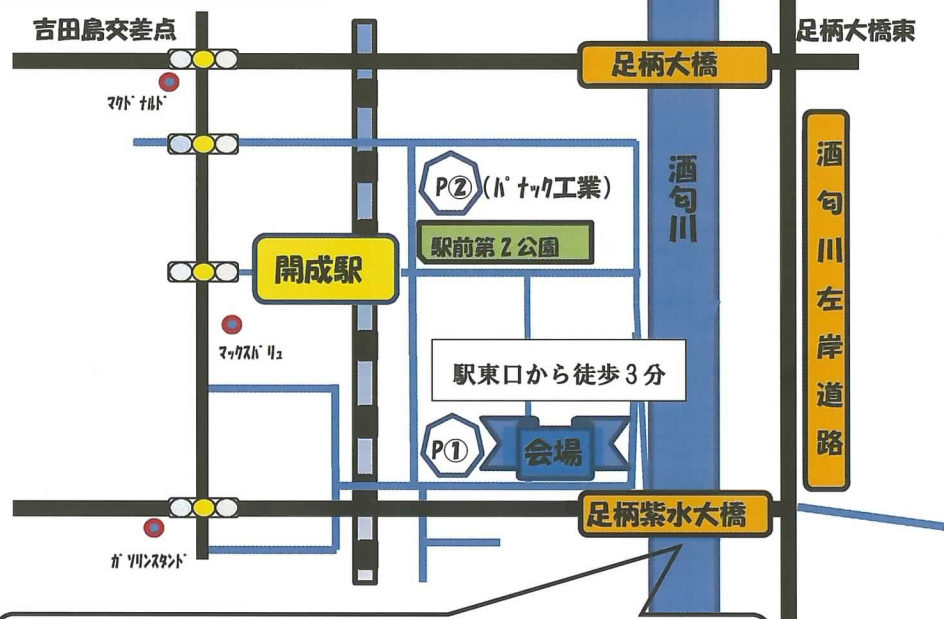 吉田島交差点
足柄大橋東
足柄大橋
マクドナルド
P②(パナック工業)
酒匂川
酒匂川左岸道路
駅前第2公園
開成駅
マックスバリュ
駅東口から徒歩3分
P①
会場
足柄紫水大橋
ガソリンスタンド